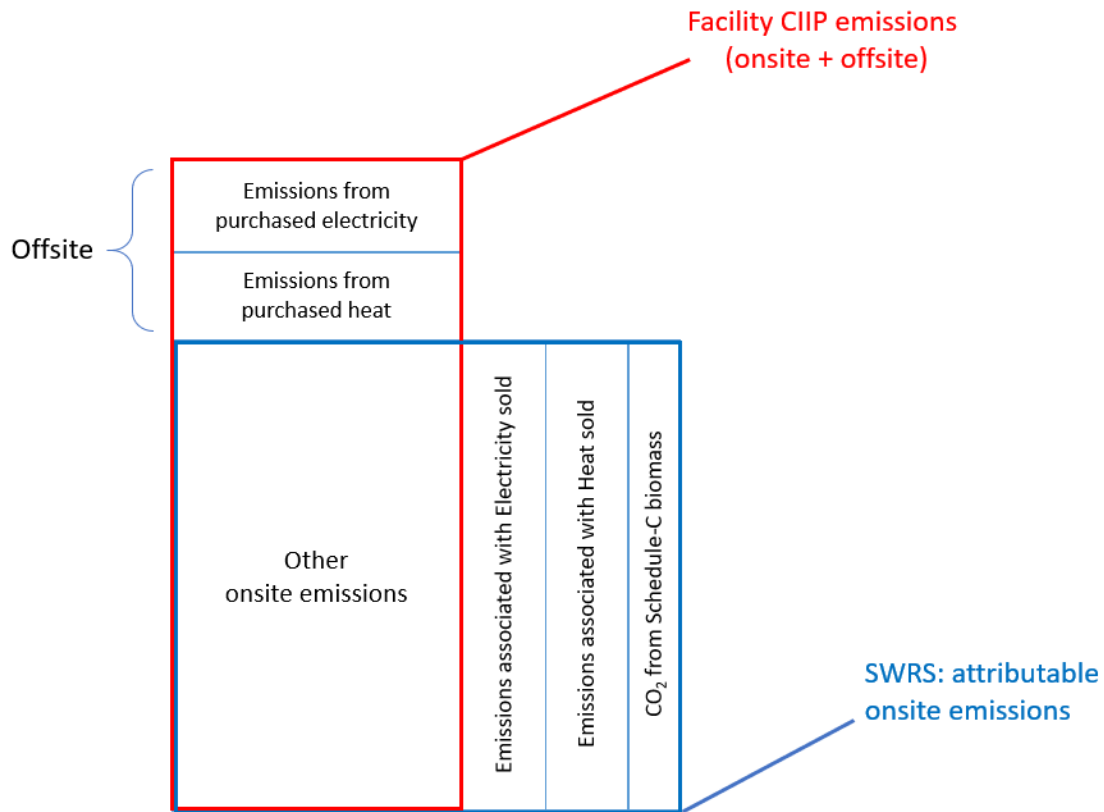 Facility CIIP emissions
(onsite + offsite)
Emissions from
purchased electricity
Offsite
Emissions from
purchased heat
Other
onsite emissions
Emissions associated with Electricity sold
Emissions associated with Heat sold
CO₂ from Schedule-C biomass
SWRS: attributable
onsite emissions